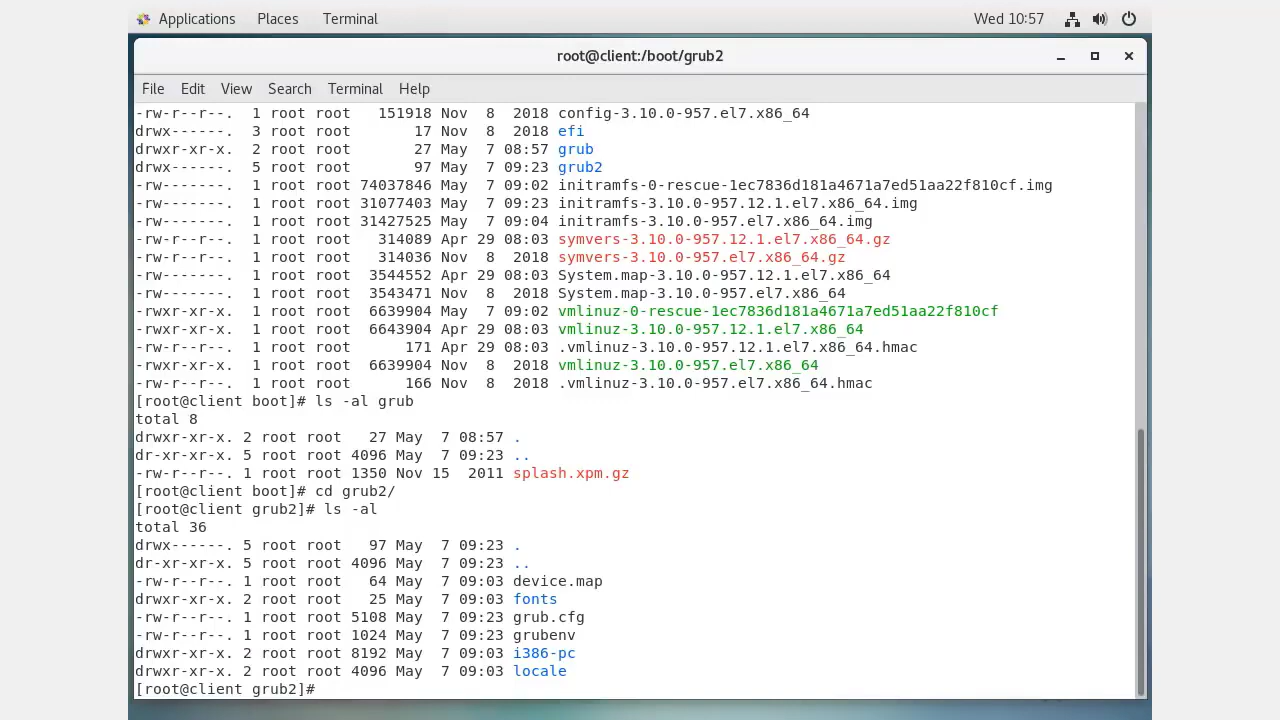 Applications Places Terminal Wed 10:57
root@client:/boot/grub2
File Edit View Search Terminal Help
-rw-r--r--.  1 root root   151918 Nov  8  2018 config-3.10.0-957.el7.x86_64
drwx------.  3 root root       17 Nov  8  2018 efi
drwxr-xr-x.  2 root root       27 May  7 08:57 grub
drwx------.  5 root root       97 May  7 09:23 grub2
-rw-------.  1 root root 74037846 May  7 09:02 initramfs-0-rescue-1ec7836d181a4671a7ed51aa22f810cf.img
-rw-------.  1 root root 31077403 May  7 09:23 initramfs-3.10.0-957.12.1.el7.x86_64.img
-rw-------.  1 root root 31427525 May  7 09:04 initramfs-3.10.0-957.el7.x86_64.img
-rw-r--r--.  1 root root   314089 Apr 29 08:03 symvers-3.10.0-957.12.1.el7.x86_64.gz
-rw-r--r--.  1 root root   314036 Nov  8  2018 symvers-3.10.0-957.el7.x86_64.gz
-rw-------.  1 root root  3544552 Apr 29 08:03 System.map-3.10.0-957.12.1.el7.x86_64
-rw-------.  1 root root  3543471 Nov  8  2018 System.map-3.10.0-957.el7.x86_64
-rwxr-xr-x.  1 root root  6639904 May  7 09:02 vmlinuz-0-rescue-1ec7836d181a4671a7ed51aa22f810cf
-rwxr-xr-x.  1 root root  6643904 Apr 29 08:03 vmlinuz-3.10.0-957.12.1.el7.x86_64
-rw-r--r--.  1 root root      171 Apr 29 08:03 .vmlinuz-3.10.0-957.12.1.el7.x86_64.hmac
-rwxr-xr-x.  1 root root  6639904 Nov  8  2018 vmlinuz-3.10.0-957.el7.x86_64
-rw-r--r--.  1 root root      166 Nov  8  2018 .vmlinuz-3.10.0-957.el7.x86_64.hmac
[root@client boot]# ls -al grub
total 8
drwxr-xr-x. 2 root root   27 May  7 08:57 .
dr-xr-xr-x. 5 root root 4096 May  7 09:23 ..
-rw-r--r--. 1 root root 1350 Nov 15  2011 splash.xpm.gz
[root@client boot]# cd grub2/
[root@client grub2]# ls -al
total 36
drwx------. 5 root root   97 May  7 09:23 .
dr-xr-xr-x. 5 root root 4096 May  7 09:23 ..
-rw-r--r--. 1 root root   64 May  7 09:03 device.map
drwxr-xr-x. 2 root root   25 May  7 09:03 fonts
-rw-r--r--. 1 root root 5108 May  7 09:23 grub.cfg
-rw-r--r--. 1 root root 1024 May  7 09:23 grubenv
drwxr-xr-x. 2 root root 8192 May  7 09:03 i386-pc
drwxr-xr-x. 2 root root 4096 May  7 09:03 locale
[root@client grub2]#